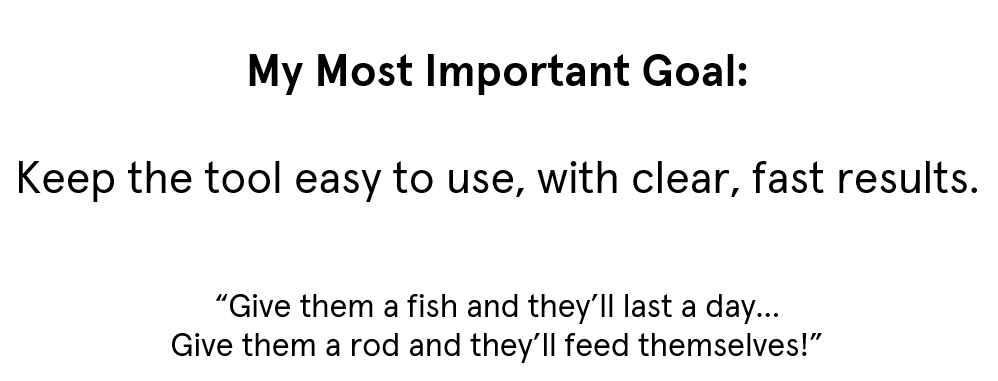 My Most Important Goal:
Keep the tool easy to use, with clear, fast results.
“Give them a fish and they’ll last a day...
Give them a rod and they’ll feed themselves!”